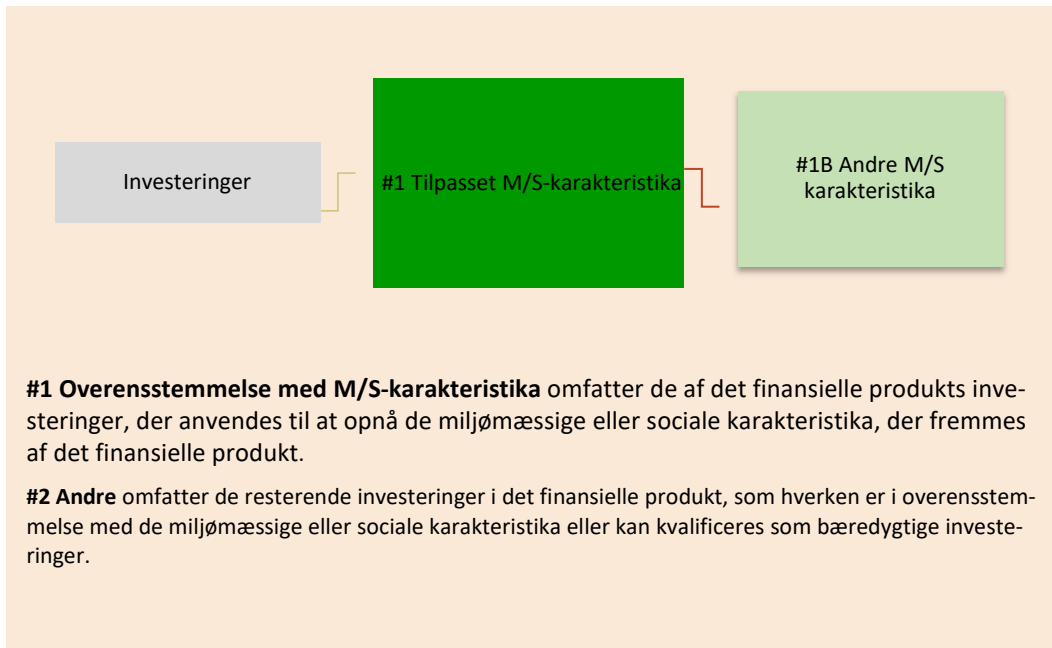 Investeringer
#1 Tilpasset M/S-karakteristika
#1B Andre M/S
karakteristika
#1 Overensstemmelse med M/S-karakteristika omfatter de af det finansielle produkts inve-
steringer, der anvendes til at opnå de miljømæssige eller sociale karakteristika, der fremmes
af det finansielle produkt.
#2 Andre omfatter de resterende investeringer i det finansielle produkt, som hverken er i overensstem-
melse med de miljømæssige eller sociale karakteristika eller kan kvalificeres som bæredygtige investe-
ringer.